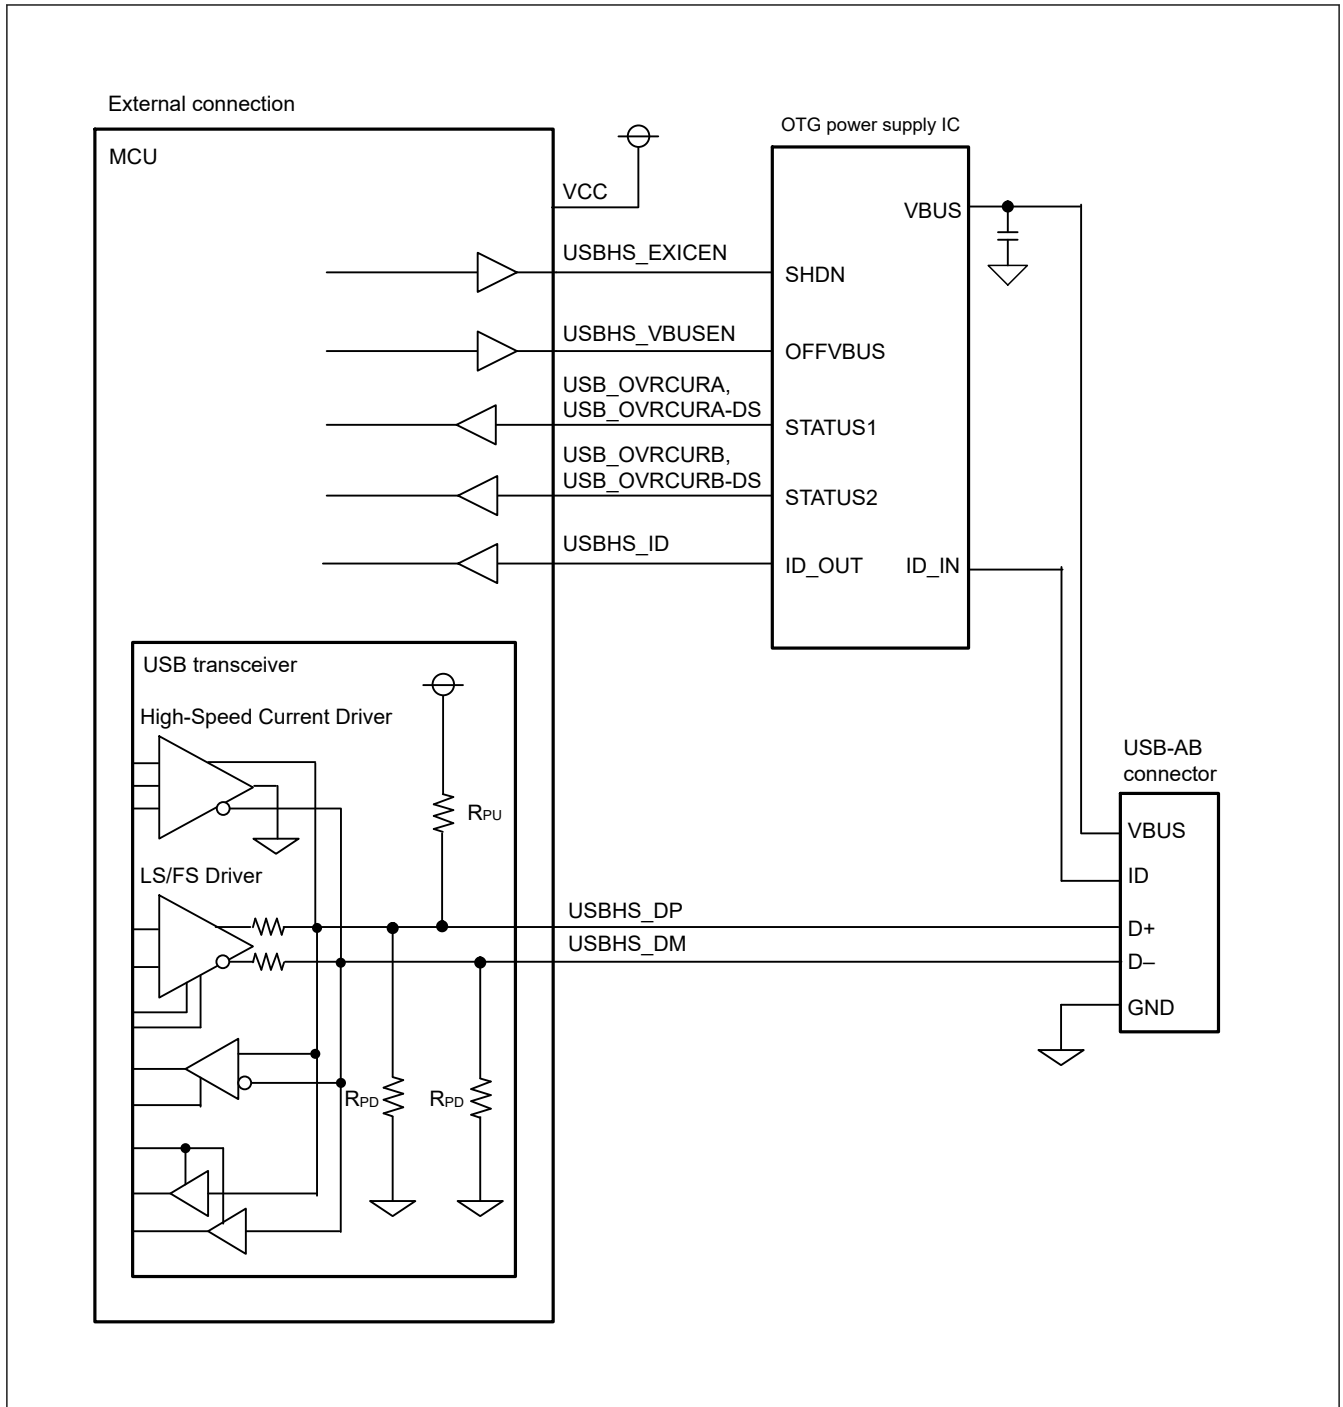 External connection
MCU
VCC
USBHS_EXICEN
USBHS_VBUSEN
USB_OVRCURA,
USB_OVRCURA-DS
USB_OVRCURB,
USB_OVRCURB-DS
USBHS_ID
OTG power supply IC
VBUS
SHDN
OFFVBUS
STATUS1
STATUS2
ID_OUT
ID_IN
USB transceiver
High-Speed Current Driver
RPU
LS/FS Driver
USBHS_DP
USBHS_DM
RPD
RPD
USB-AB
connector
VBUS
ID
D+
D–
GND